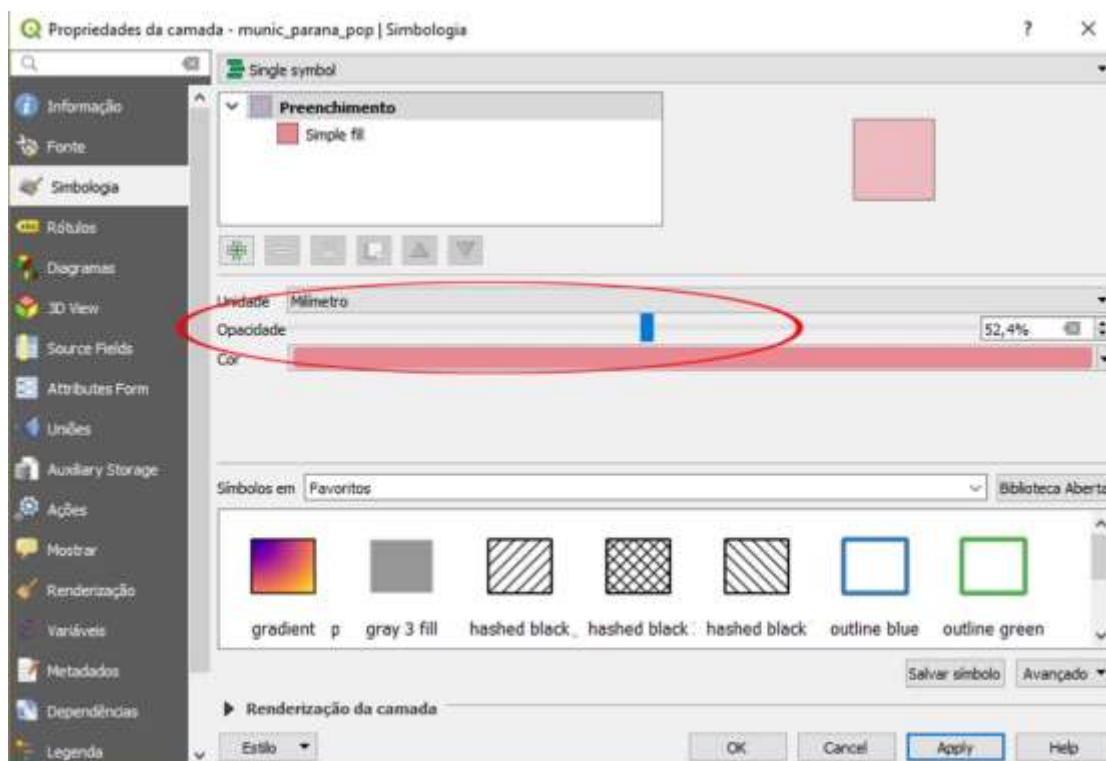 Propriedades da camada - munic_parana_pop | Simbologia
Single symbol
Informação
Fonte
Simbologia
Rótulos
Diagramas
3D View
Source Fields
Attributes Form
Uniões
Auxiliary Storage
Ações
Mostrar
Renderização
Variáveis
Metadados
Dependências
Legenda
Preenchimento
Simple fill
Unidade Milímetro
Opacidade 52,4%
Cor
Símbolos em Favoritos Biblioteca Aberta
gradient p gray 3 fill hashed black_ hashed black hashed black outline blue outline green
Salvar símbolo Avançado
Renderização da camada
Estilo OK Cancel Apply Help